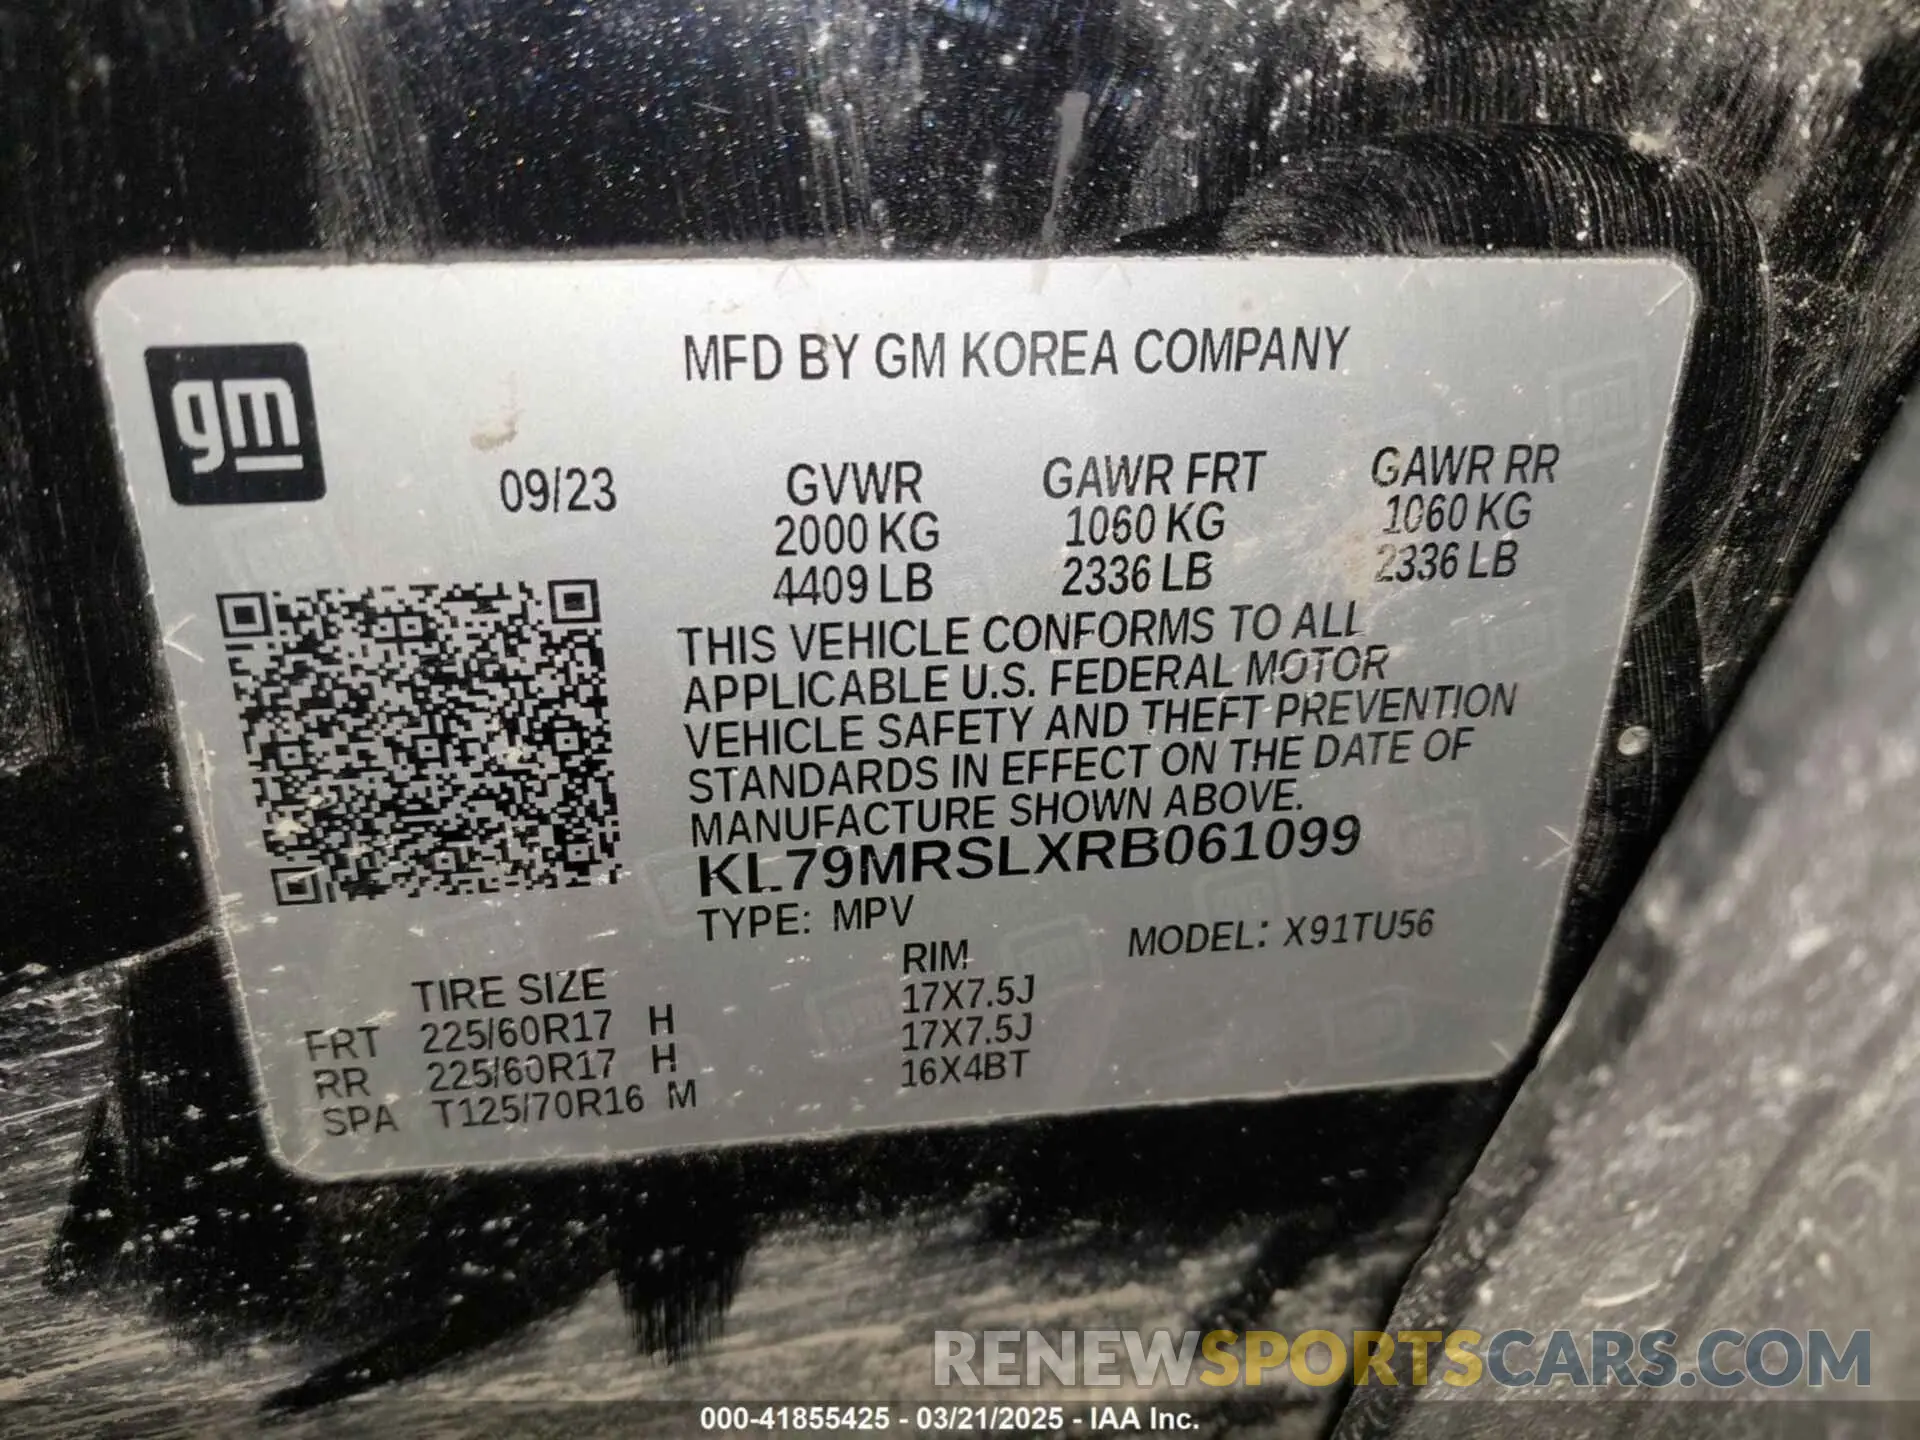 MFD BY GM KOREA COMPANY
gm
09/23 GVWR GAWR FRT GAWR RR
2000 KG 1060 KG 1060 KG
4409 LB 2336 LB 2336 LB
THIS VEHICLE CONFORMS TO ALL
APPLICABLE U.S. FEDERAL MOTOR
VEHICLE SAFETY AND THEFT PREVENTION
STANDARDS IN EFFECT ON THE DATE OF
MANUFACTURE SHOWN ABOVE.
KL79MRSLXRB061099
TYPE: MPV MODEL: X91TU56
TIRE SIZE RIM
FRT 225/60R17 H 17X7.5J
RR 225/60R17 H 17X7.5J
SPA T125/70R16 M 16X4BT
RENEWSPORTSCARS.COM
000-41855425 - 03/21/2025 - IAA Inc.